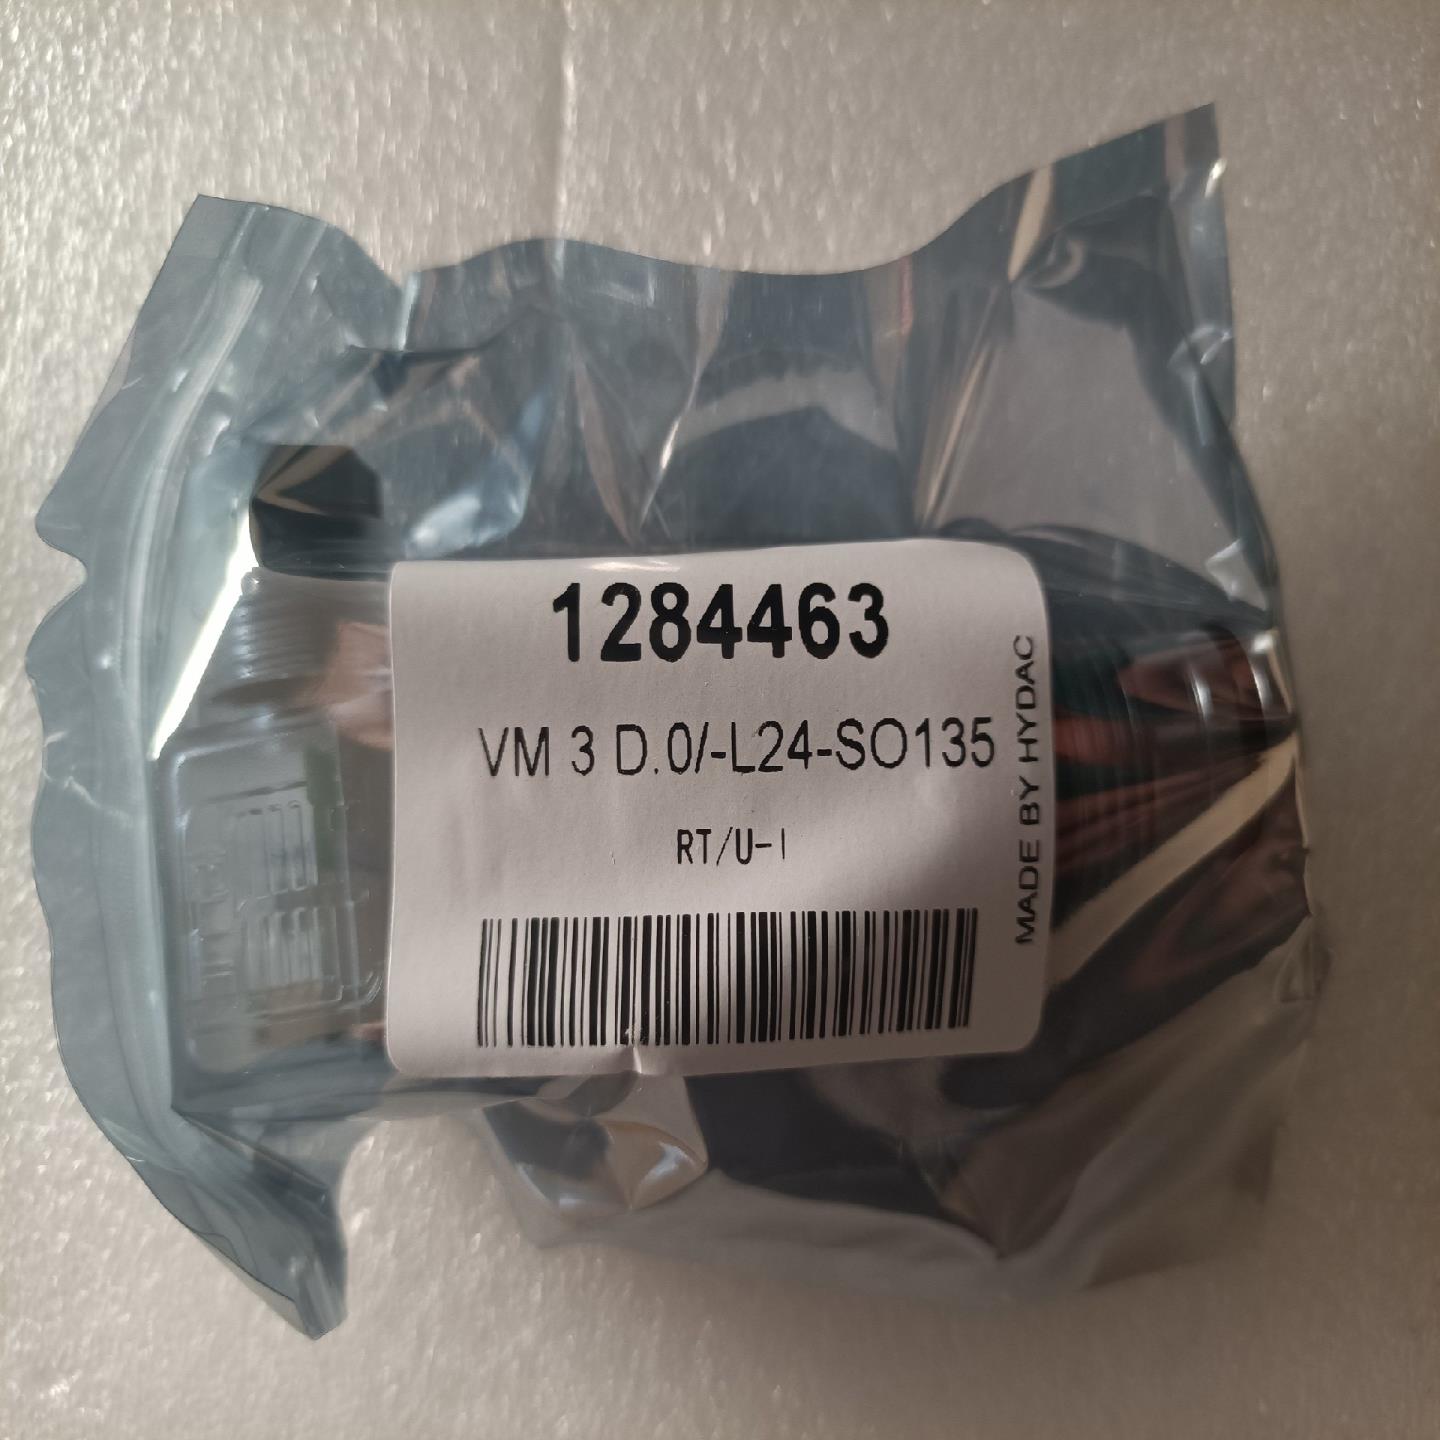 1284463
VM 3 D.0/-L24-SO135
RT/U-I
MADE BY HYDAC